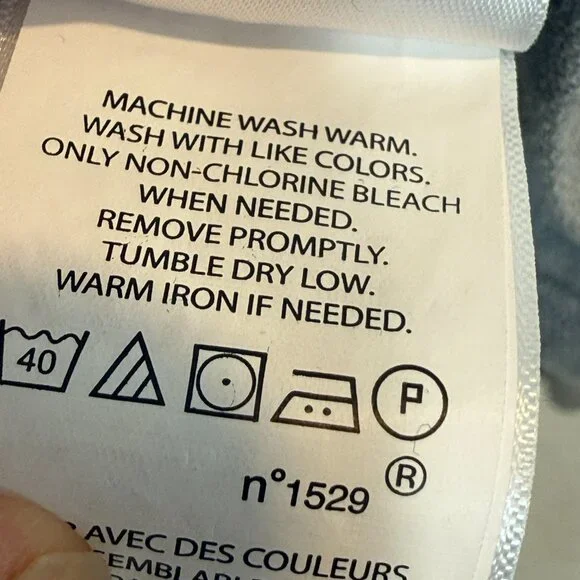 MACHINE WASH WARM.
WASH WITH LIKE COLORS.
ONLY NON-CHLORINE BLEACH
WHEN NEEDED.
REMOVE PROMPTLY.
TUMBLE DRY LOW.
WARM IRON IF NEEDED.
40 P
n°1529 ®
AVEC DES COULEURS